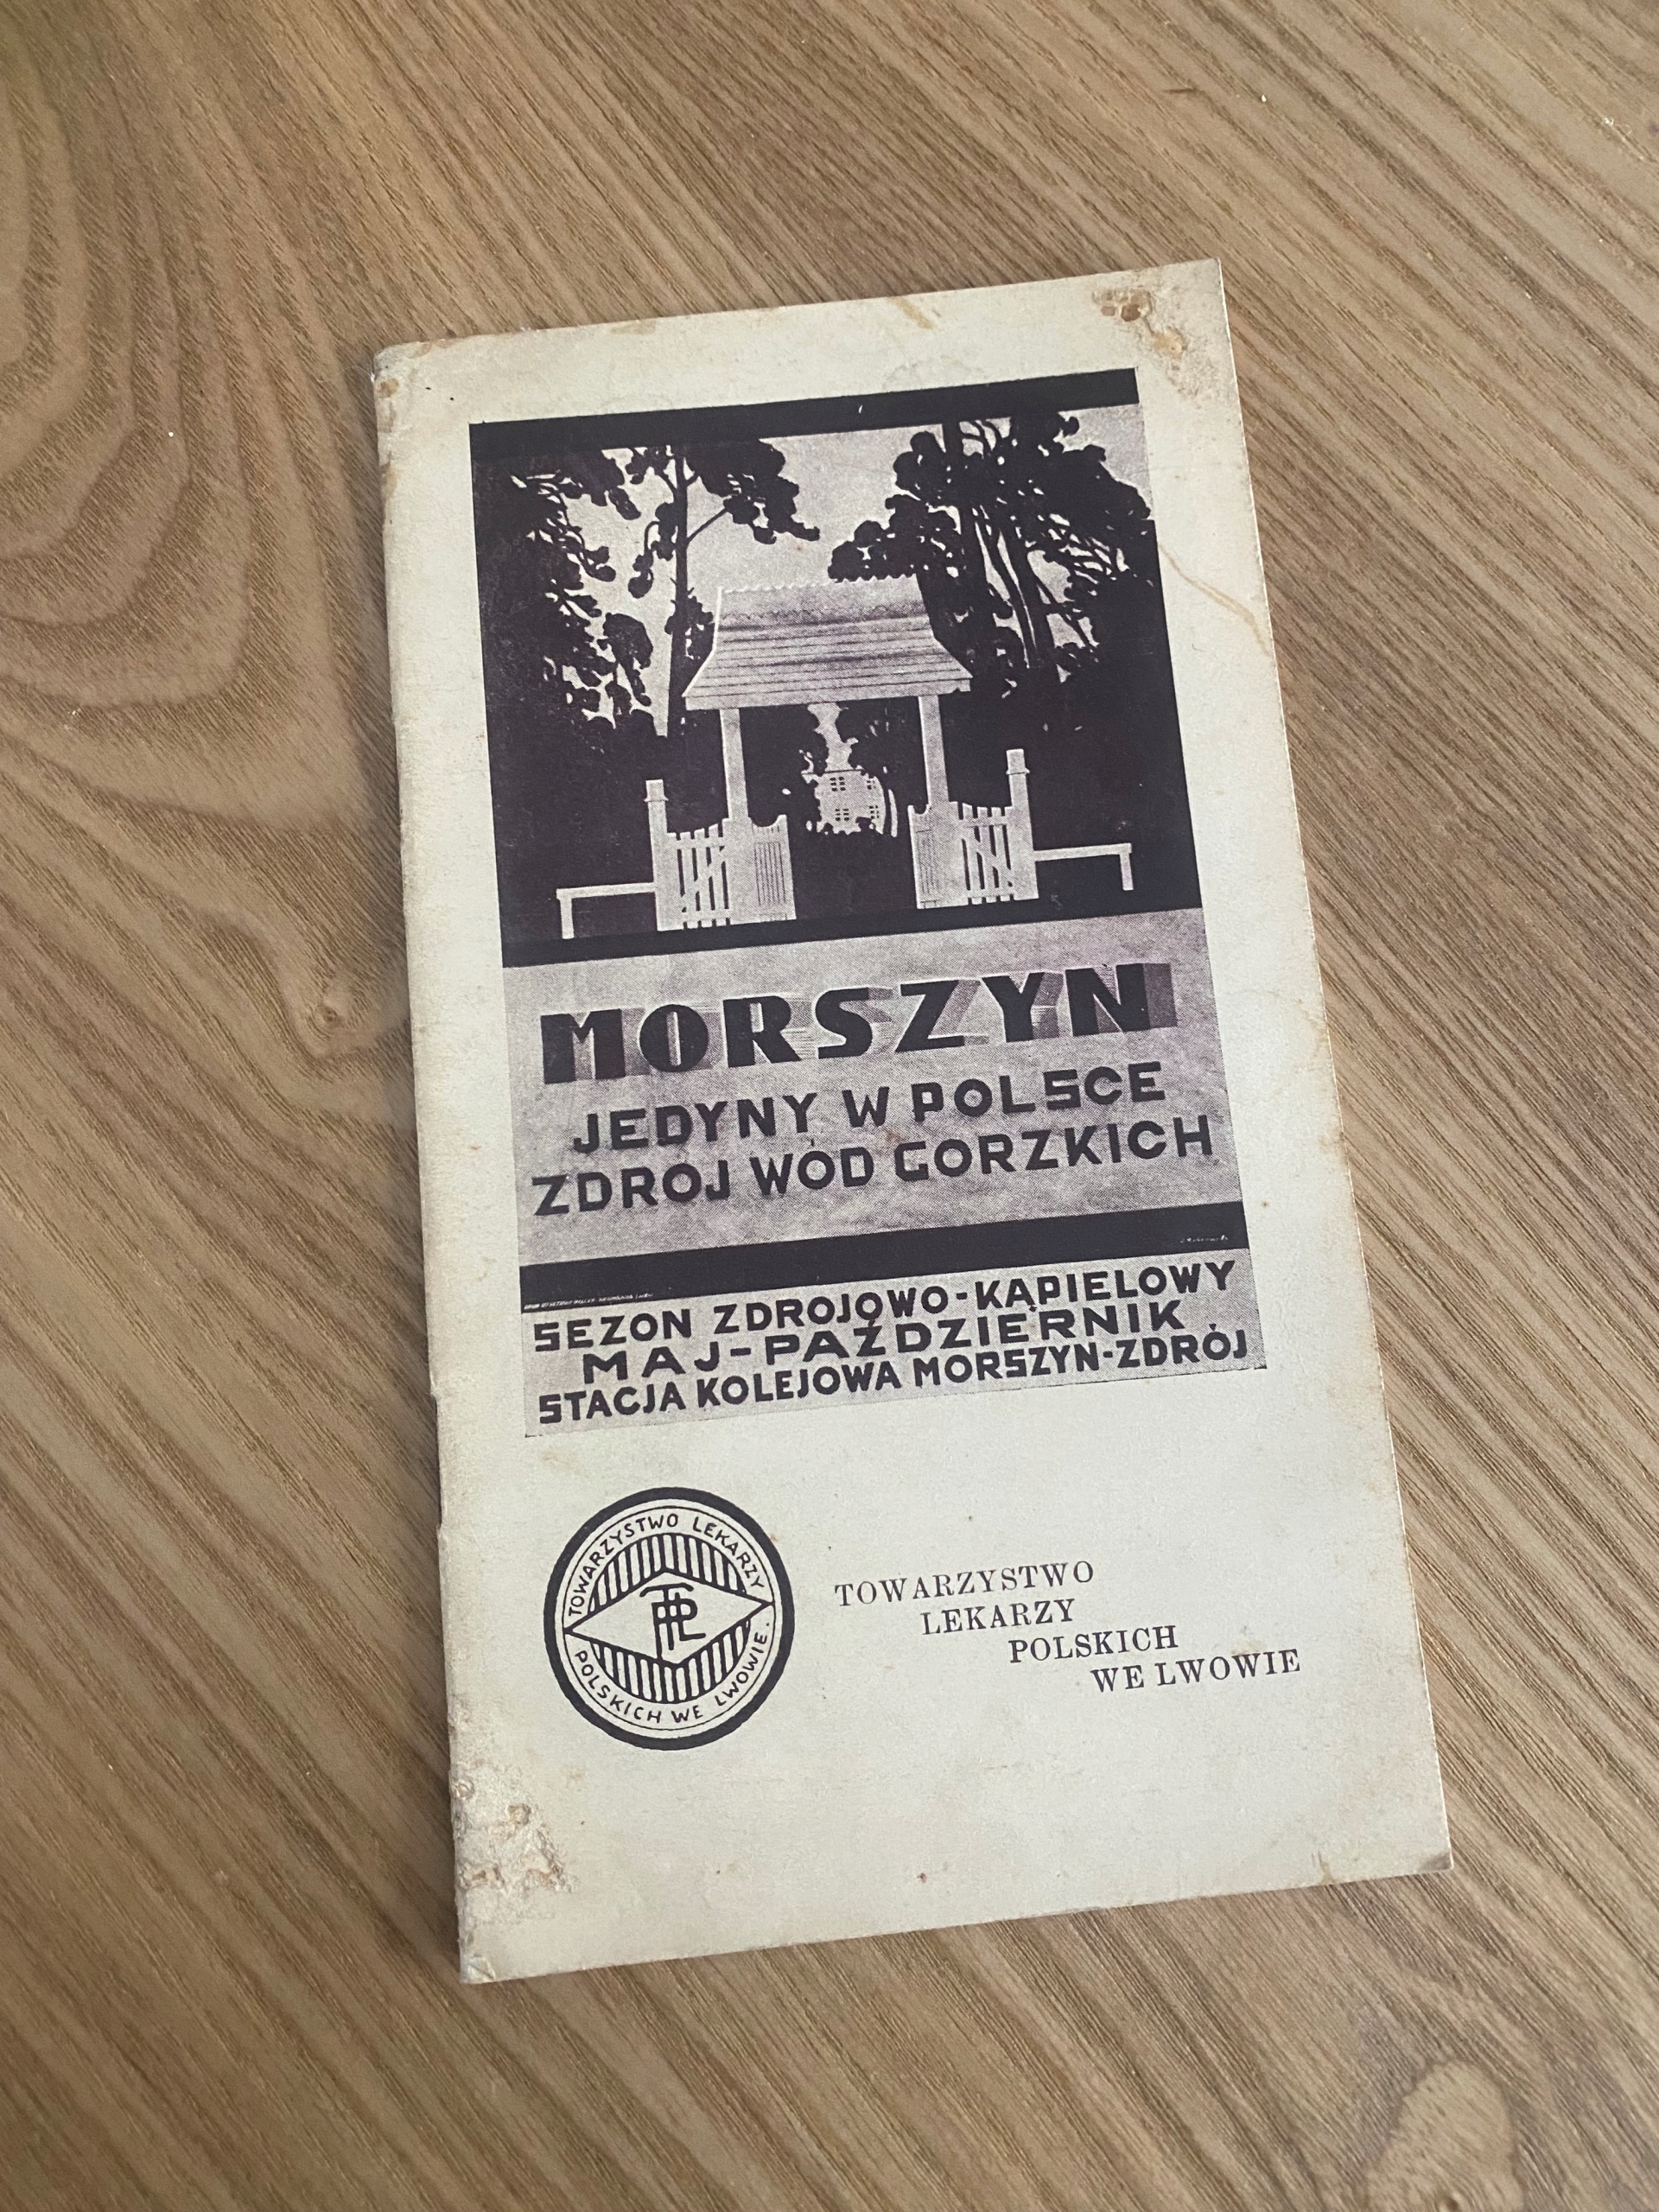 MORSZYN
JEDYNY W POLSCE
ZDRÓJ WÓD GORZKICH
SEZON ZDROJOWO-KĄPIELOWY
MAJ-PAŹDZIERNIK
STACJA KOLEJOWA MORSZYN-ZDRÓJ
TOWARZYSTWO LEKARZY
POLSKICH WE LWOWIE.
TLPL
TOWARZYSTWO
LEKARZY
POLSKICH
WE LWOWIE